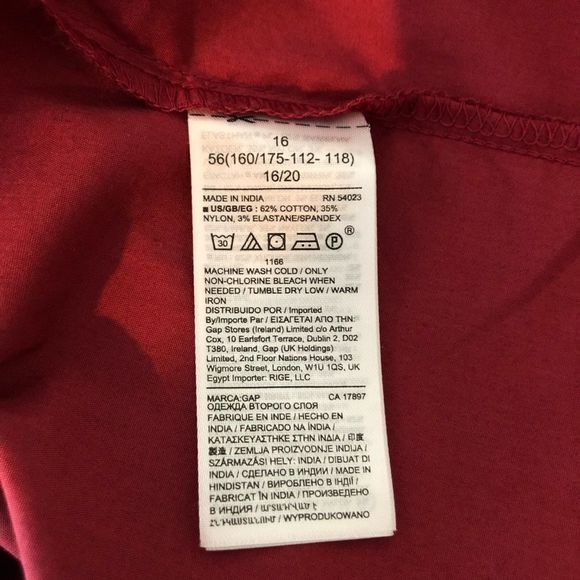 16
56(160/175-112- 118)
16/20
MADE IN INDIA RN 54023
■ US/GB/EG : 62% COTTON, 35%
NYLON, 3% ELASTANE/SPANDEX
30 P ®
1166
MACHINE WASH COLD / ONLY
NON-CHLORINE BLEACH WHEN
NEEDED / TUMBLE DRY LOW / WARM
IRON
DISTRIBUIDO POR / Imported
By/Importe Par / ΕΙΣΑΓΕΤΑΙ ΑΠΟ ΤΗΝ:
Gap Stores (Ireland) Limited c/o Arthur
Cox, 10 Earlsfort Terrace, Dublin 2, D02
T380, Ireland, Gap (UK Holdings)
Limited, 2nd Floor Nations House, 103
Wigmore Street, London, W1U 1QS, UK
Egypt Importer: RIGE, LLC
MARCA:GAP CA 17897
ОДЕЖДА ВТОРОГО СЛОЯ
FABRIQUE EN INDE / HECHO EN
INDIA / FABRICADO NA INDIA /
ΚΑΤΑΣΚΕΥΑΣΤΗΚΕ ΣΤΗΝ ΙΝΔΙΑ / 印度
製造 / ZEMLJA PROIZVODNJE INDIJA /
SZÁRMAZÁSI HELY: INDIA / DIBUAT DI
INDIA / СДЕЛАНО В ИНДИИ / MADE IN
HINDISTAN / ВИРОБЛЕНО В ІНДІЇ /
FABRICAT ÎN INDIA / ПРОИЗВЕДЕНО
В ИНДИЯ /
/ WYPRODUKOWANO